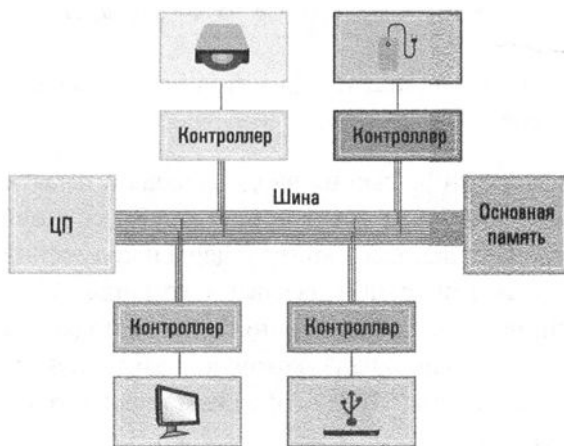 Контроллер
Контроллер
Шина
ЦП
Основная
память
Контроллер
Контроллер